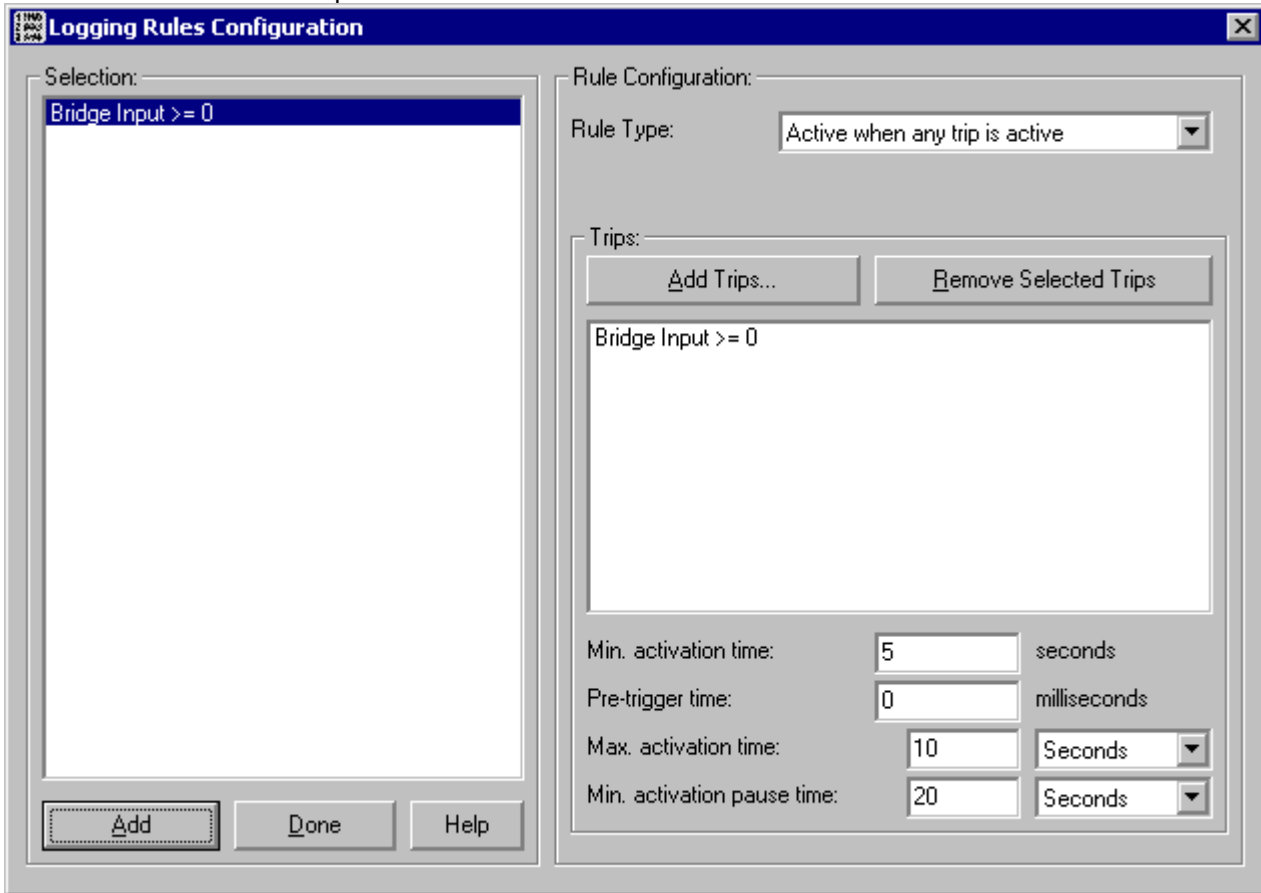 Logging Rules Configuration
Selection:
Bridge Input >= 0
Add
Done
Help
Rule Configuration:
Rule Type:
Active when any trip is active
Trips:
Add Trips...
Remove Selected Trips
Bridge Input >= 0
Min. activation time: 5 seconds
Pre-trigger time: 0 milliseconds
Max. activation time: 10 Seconds
Min. activation pause time: 20 Seconds